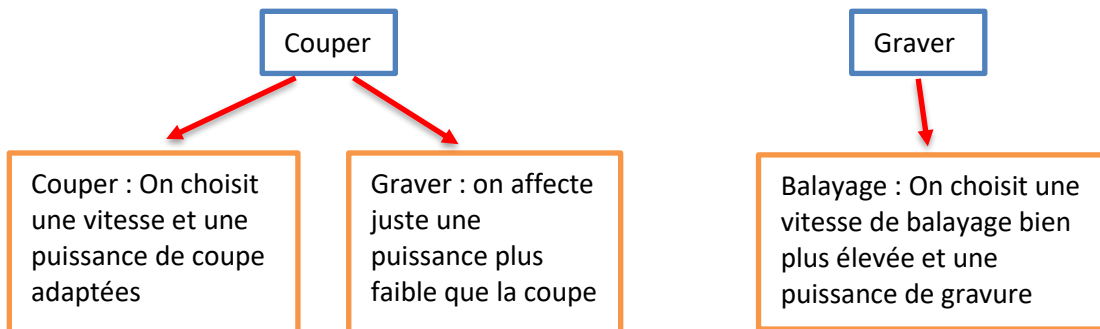 Couper
Graver
Couper : On choisit
une vitesse et une
puissance de coupe
adaptées
Graver : on affecte
juste une
puissance plus
faible que la coupe
Balayage : On choisit une
vitesse de balayage bien
plus élevée et une
puissance de gravure